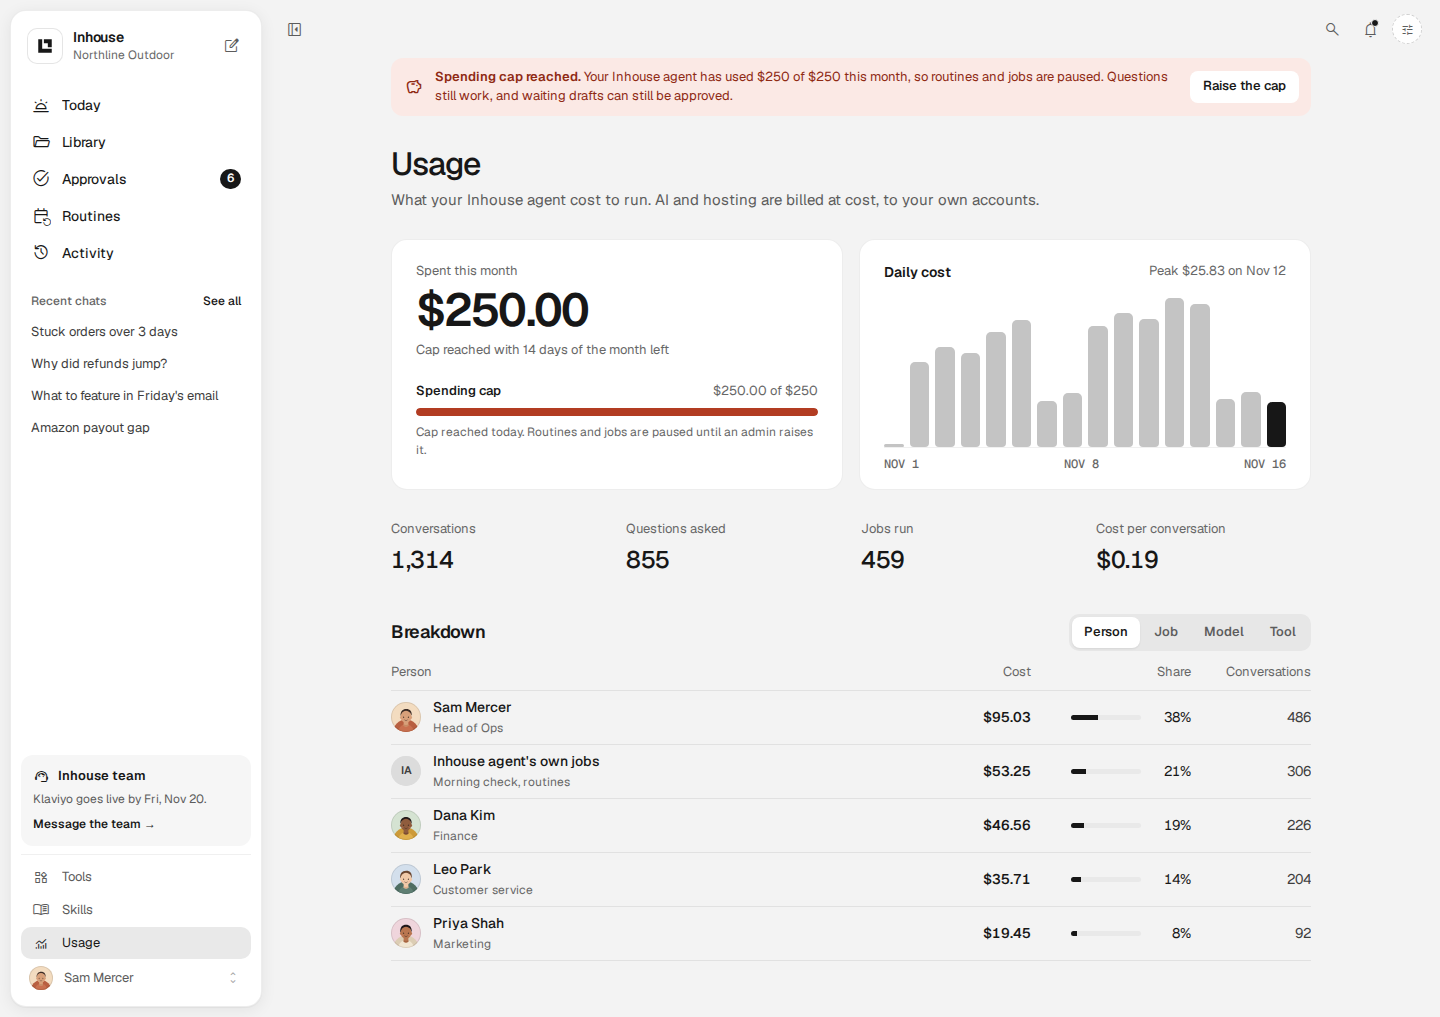 Inhouse
Northline Outdoor
Today
Library
Approvals 6
Routines
Activity
Recent chats See all
Stuck orders over 3 days
Why did refunds jump?
What to feature in Friday's email
Amazon payout gap
Inhouse team
Klaviyo goes live by Fri, Nov 20.
Message the team →
Tools
Skills
Usage
Sam Mercer
Spending cap reached. Your Inhouse agent has used $250 of $250 this month, so routines and jobs are paused. Questions
still work, and waiting drafts can still be approved.
Raise the cap
Usage
What your Inhouse agent cost to run. AI and hosting are billed at cost, to your own accounts.
Spent this month
$250.00
Cap reached with 14 days of the month left
Spending cap $250.00 of $250
Cap reached today. Routines and jobs are paused until an admin raises
it.
Daily cost Peak $25.83 on Nov 12
NOV 1 NOV 8 NOV 16
Conversations Questions asked Jobs run Cost per conversation
1,314 855 459 $0.19
Breakdown Person Job Model Tool
Person Cost Share Conversations
Sam Mercer
Head of Ops
$95.03 38% 486
IA
Inhouse agent's own jobs
Morning check, routines
$53.25 21% 306
Dana Kim
Finance
$46.56 19% 226
Leo Park
Customer service
$35.71 14% 204
Priya Shah
Marketing
$19.45 8% 92